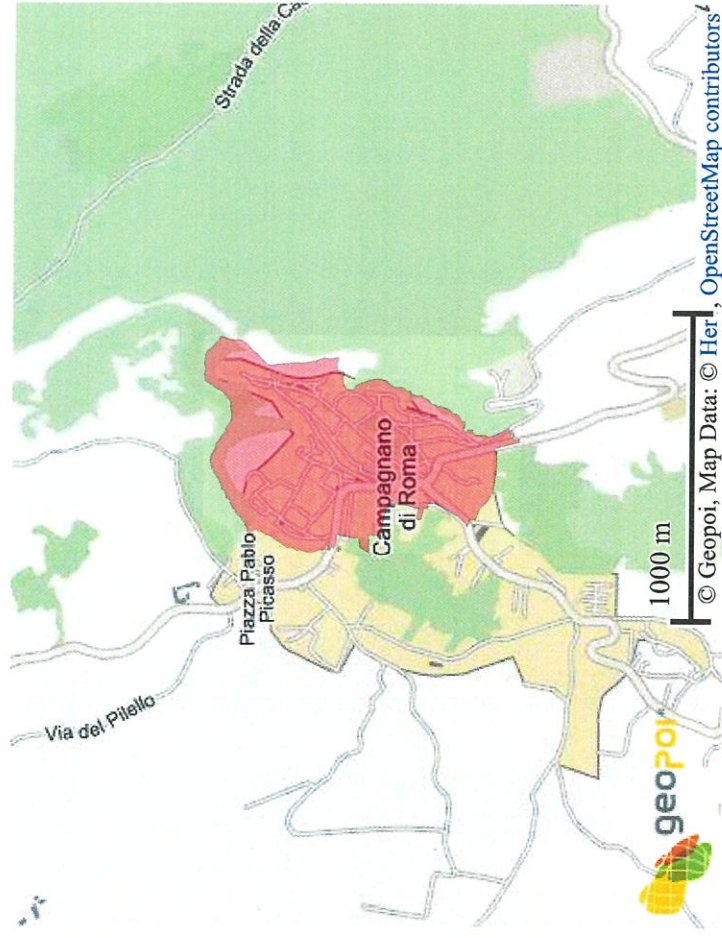 Strada della Ca
Piazza Pablo
Picasso
Campagnano
di Roma
Via del Pilello
1000 m
geopoi
© Geopoi, Map Data: © Her , OpenStreetMap contributors